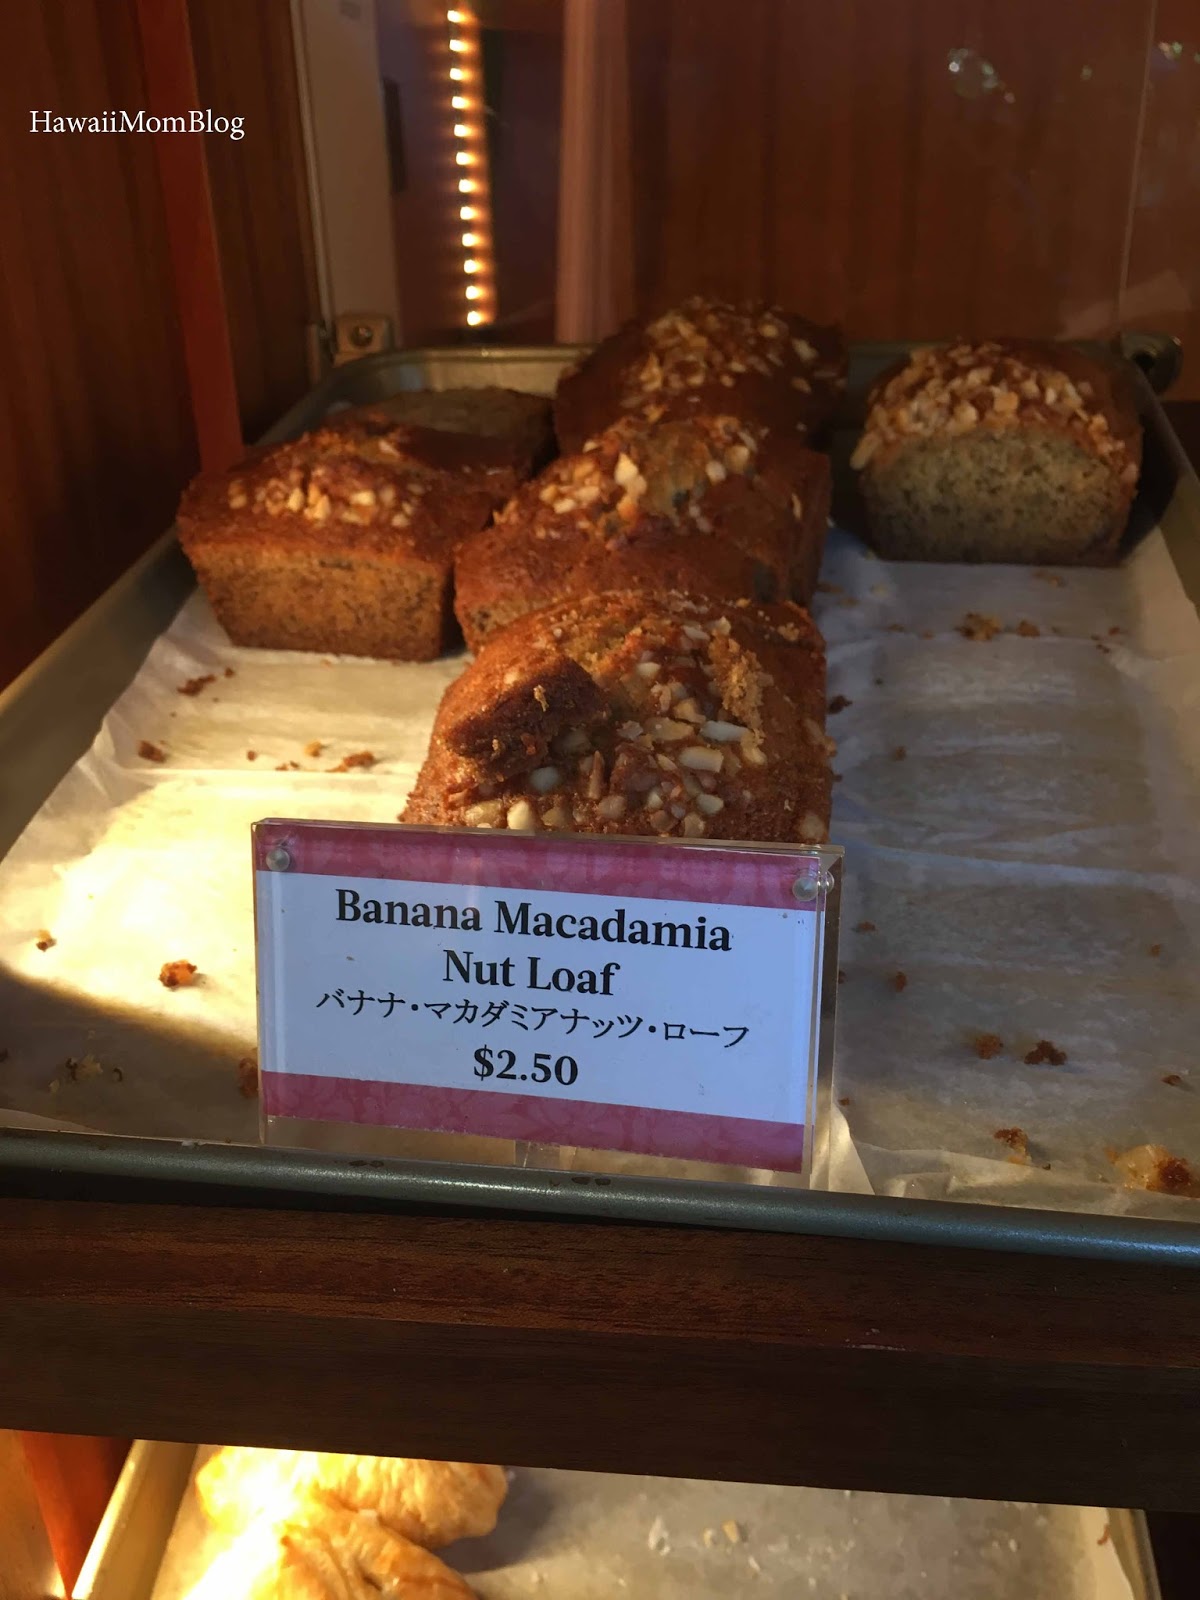 HawaiiMomBlog
Banana Macadamia
Nut Loaf
バナナ・マカダミアナッツ・ローフ
$2.50